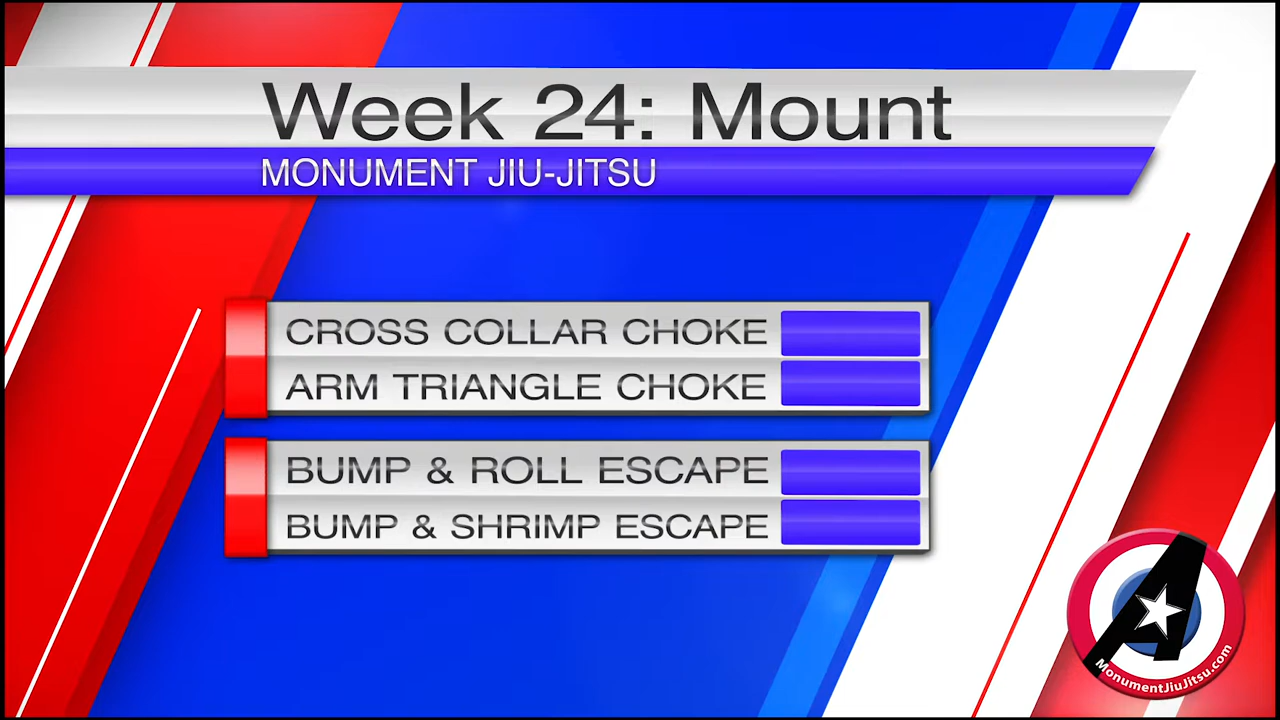 Week 24: Mount
MONUMENT JIU-JITSU
CROSS COLLAR CHOKE
ARM TRIANGLE CHOKE
BUMP & ROLL ESCAPE
BUMP & SHRIMP ESCAPE
A
MonumentJiuJitsu.com